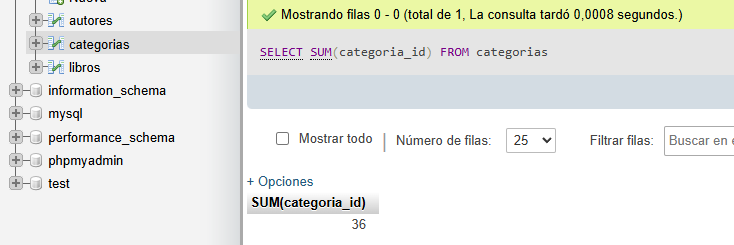 autores
categorias
libros
information_schema
mysql
performance_schema
phpmyadmin
test
Mostrando filas 0 - 0 (total de 1, La consulta tardó 0,0008 segundos.)
SELECT SUM(categoria_id) FROM categorias
Mostrar todo | Número de filas: 25 Filtrar filas: Buscar en e
+ Opciones
SUM(categoria_id)
36